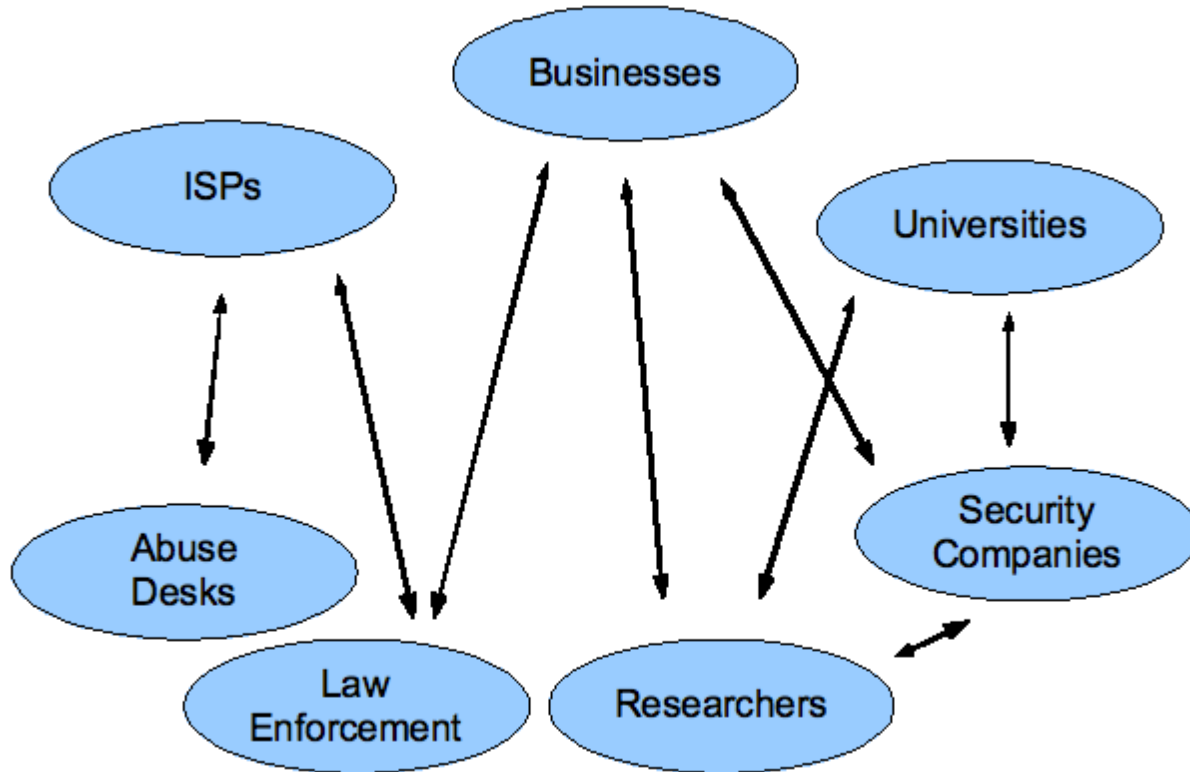 Businesses
ISPs
Universities
Security
Companies
Abuse
Desks
Law
Enforcement
Researchers